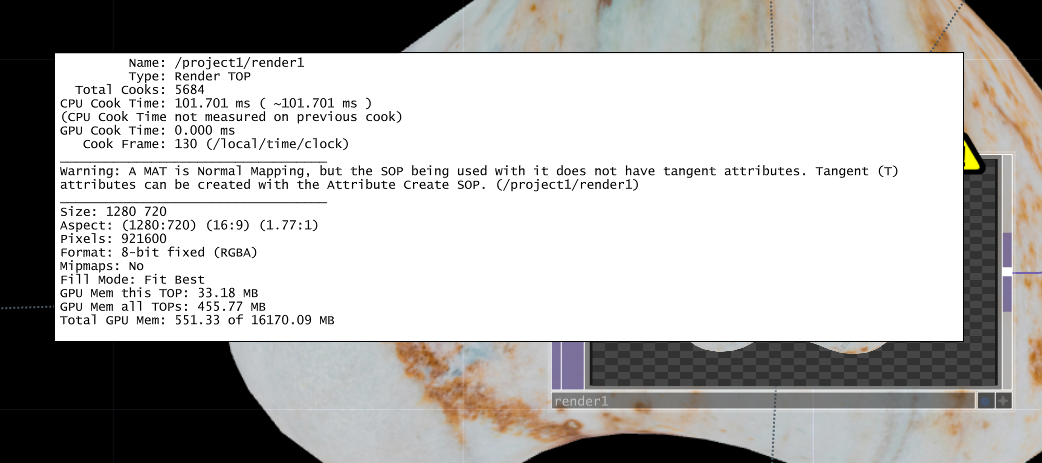 Name: /project1/render1
Type: Render TOP
Total Cooks: 5684
CPU Cook Time: 101.701 ms ( ~101.701 ms )
(CPU Cook Time not measured on previous cook)
GPU Cook Time: 0.000 ms
Cook Frame: 130 (/local/time/clock)
Warning: A MAT is Normal Mapping, but the SOP being used with it does not have tangent attributes. Tangent (T)
attributes can be created with the Attribute Create SOP. (/project1/render1)
Size: 1280 720
Aspect: (1280:720) (16:9) (1.77:1)
Pixels: 921600
Format: 8-bit fixed (RGBA)
Mipmaps: No
Fill Mode: Fit Best
GPU Mem this TOP: 33.18 MB
GPU Mem all TOPs: 455.77 MB
Total GPU Mem: 551.33 of 16170.09 MB
render1